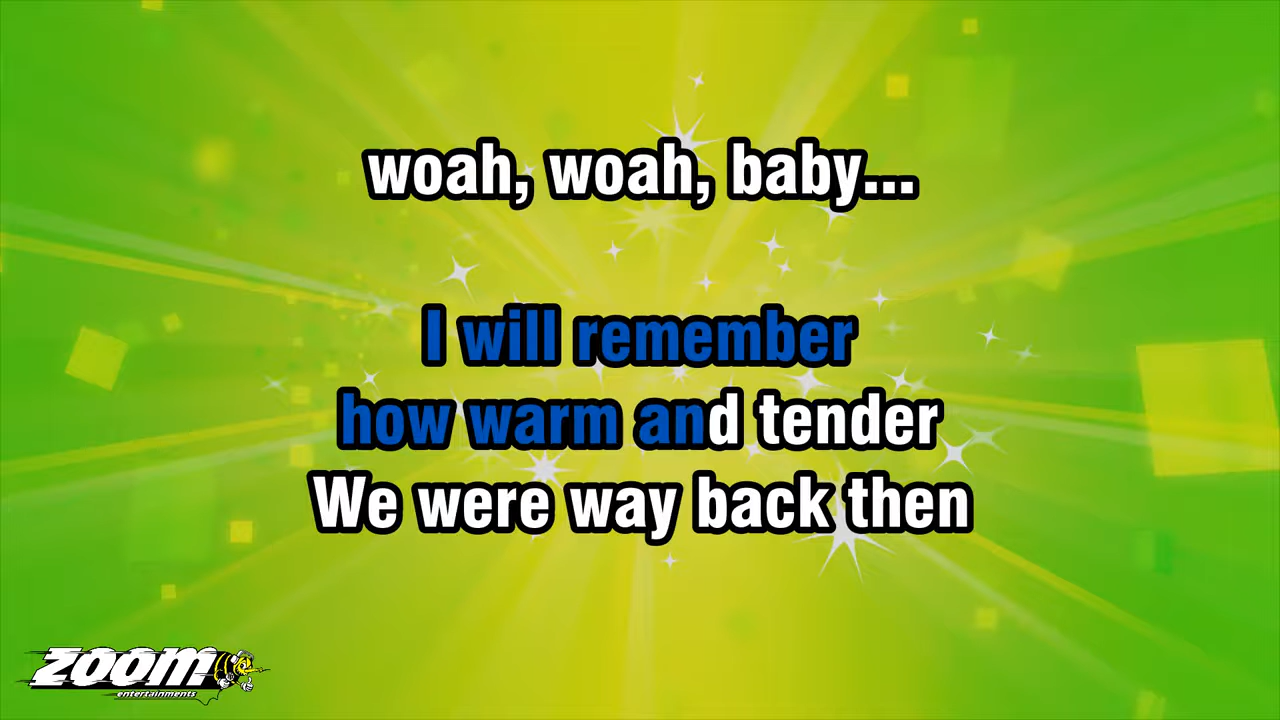 woah, woah, baby...
I will remember
how warm and tender
We were way back then
ZOOM
entertainments